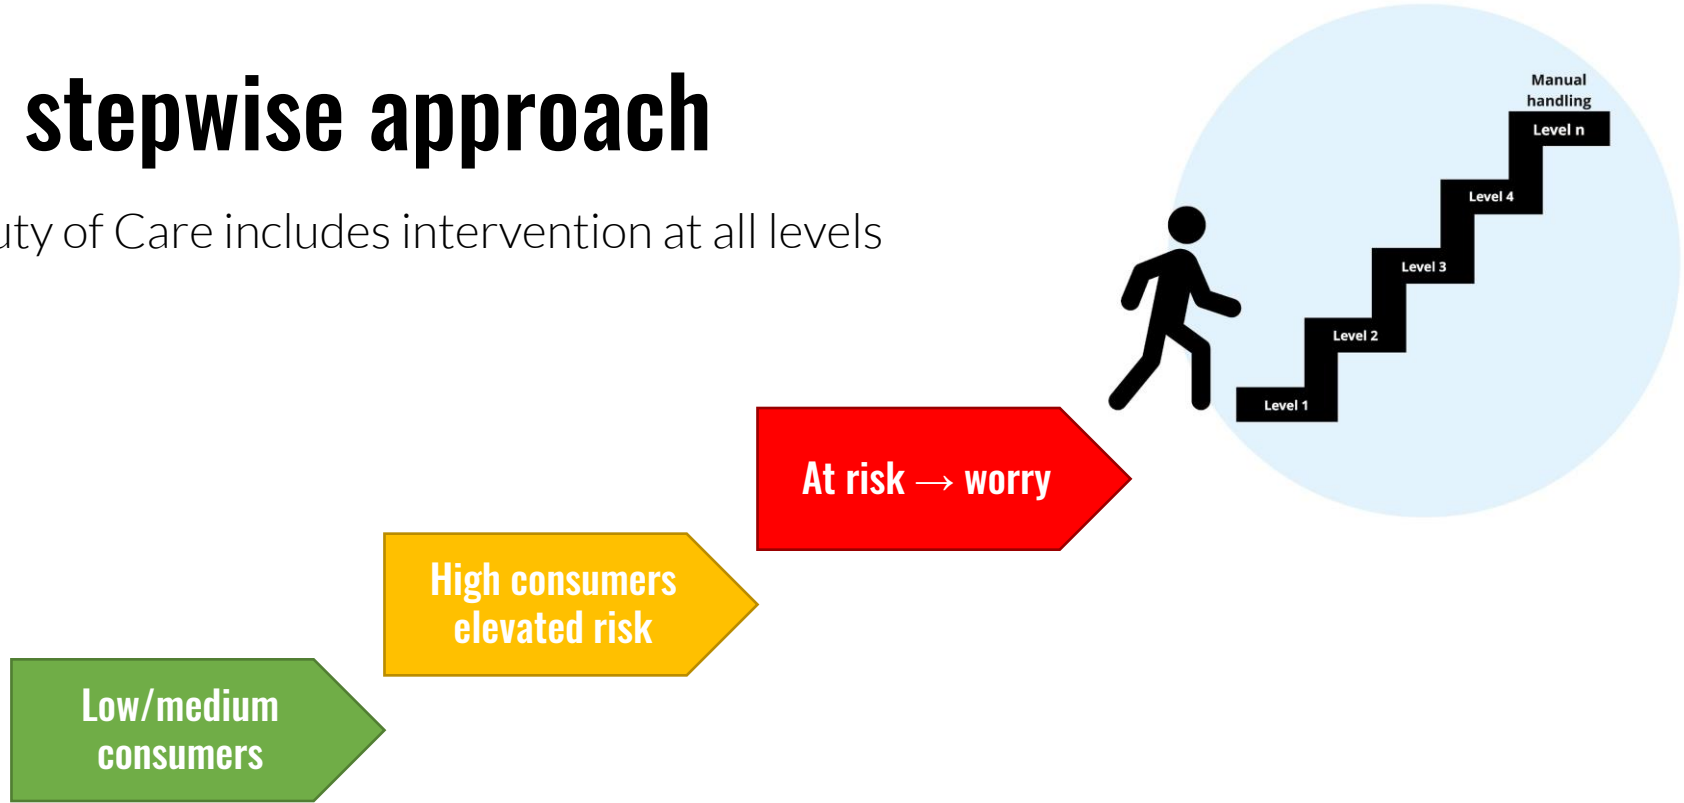 stepwise approach
uty of Care includes intervention at all levels
Manual
handling
Level n
Level 4
Level 3
Level 2
Level 1
At risk → worry
High consumers
elevated risk
Low/medium
consumers